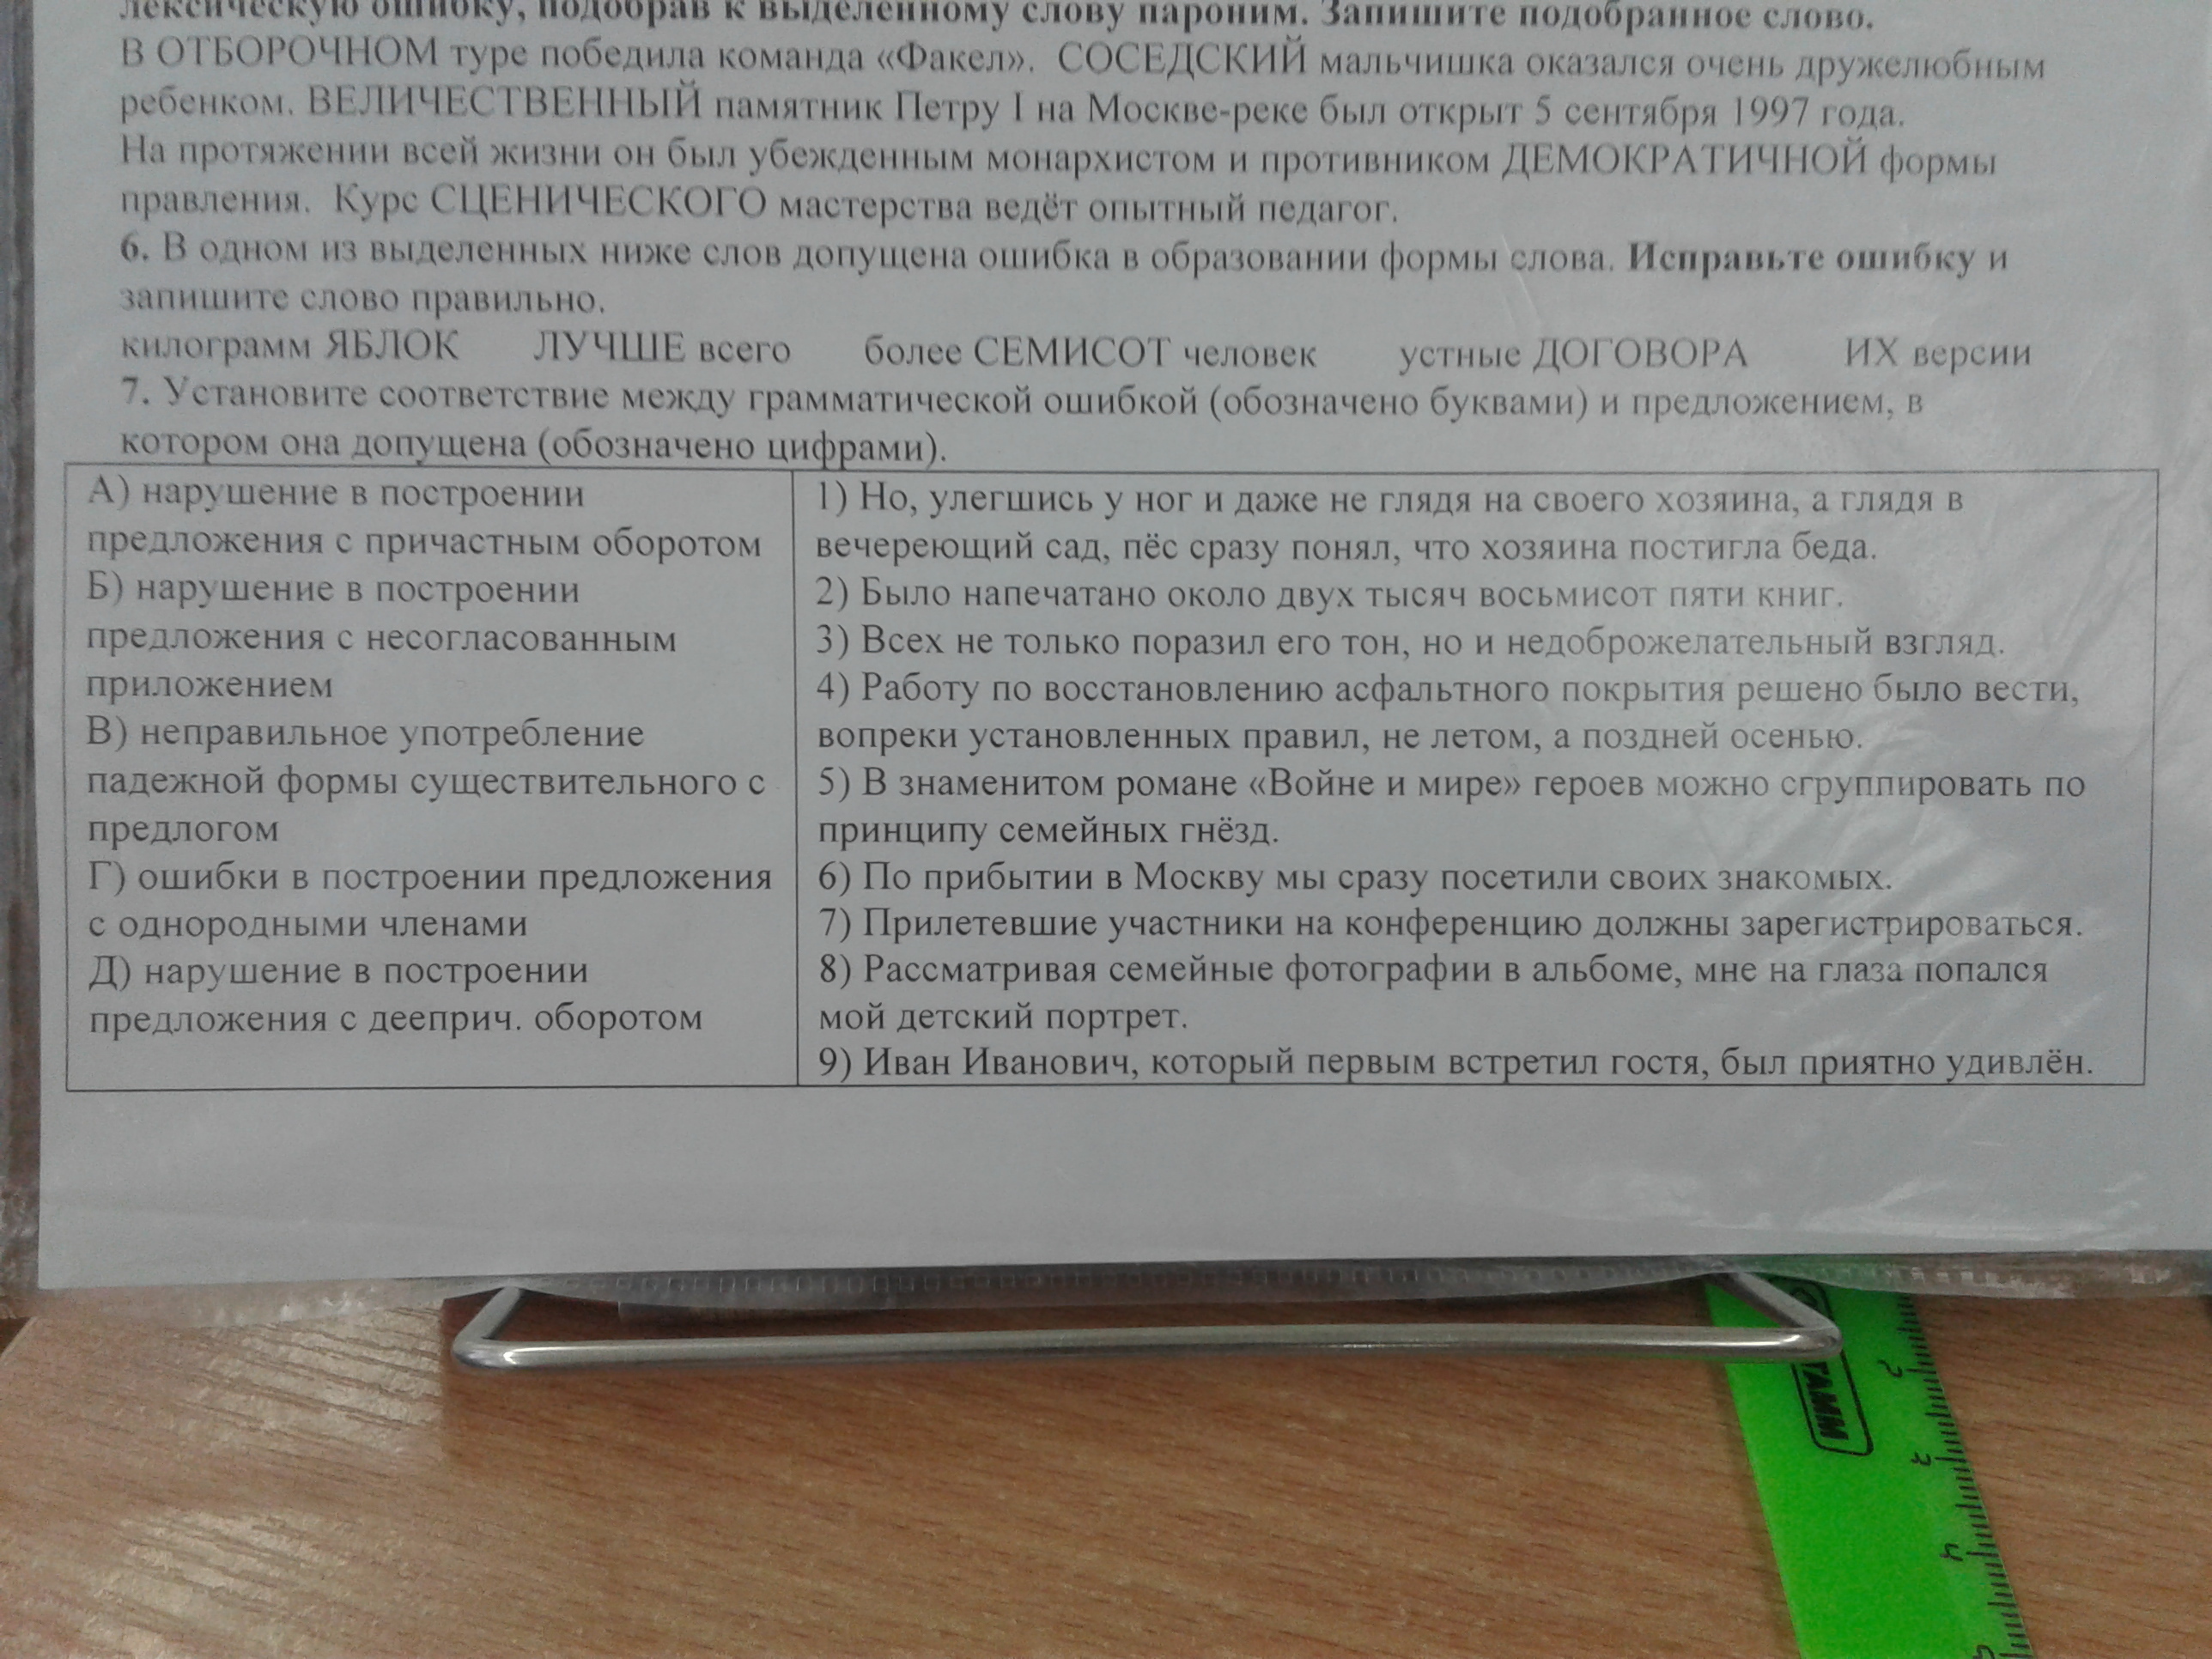 лексическую ошибку, подобрав к выделенному слову пароним. Запишите подобранное слово.
В ОТБОРОЧНОМ туре победила команда «Факел». СОСЕДСКИЙ мальчишка оказался очень дружелюбным
ребенком. ВЕЛИЧЕСТВЕННЫЙ памятник Петру I на Москве-реке был открыт 5 сентября 1997 года.
На протяжении всей жизни он был убежденным монархистом и противником ДЕМОКРАТИЧНОЙ формы
правления. Курс СЦЕНИЧЕСКОГО мастерства ведёт опытный педагог.
6. В одном из выделенных ниже слов допущена ошибка в образовании формы слова. Исправьте ошибку и
запишите слово правильно.
килограмм ЯБЛОК ЛУЧШЕ всего более СЕМИСОТ человек устные ДОГОВОРА ИХ версии
7. Установите соответствие между грамматической ошибкой (обозначено буквами) и предложением, в
котором она допущена (обозначено цифрами).
А) нарушение в построении
предложения с причастным оборотом
Б) нарушение в построении
предложения с несогласованным
приложением
В) неправильное употребление
падежной формы существительного с
предлогом
Г) ошибки в построении предложения
с однородными членами
Д) нарушение в построении
предложения с дееприч. оборотом
1) Но, улегшись у ног и даже не глядя на своего хозяина, а глядя в
вечереющий сад, пёс сразу понял, что хозяина постигла беда.
2) Было напечатано около двух тысяч восьмисот пяти книг.
3) Всех не только поразил его тон, но и недоброжелательный взгляд.
4) Работу по восстановлению асфальтного покрытия решено было вести,
вопреки установленных правил, не летом, а поздней осенью.
5) В знаменитом романе «Войне и мире» героев можно сгруппировать по
принципу семейных гнёзд.
6) По прибытии в Москву мы сразу посетили своих знакомых.
7) Прилетевшие участники на конференцию должны зарегистрироваться.
8) Рассматривая семейные фотографии в альбоме, мне на глаза попался
мой детский портрет.
9) Иван Иванович, который первым встретил гостя, был приятно удивлён.